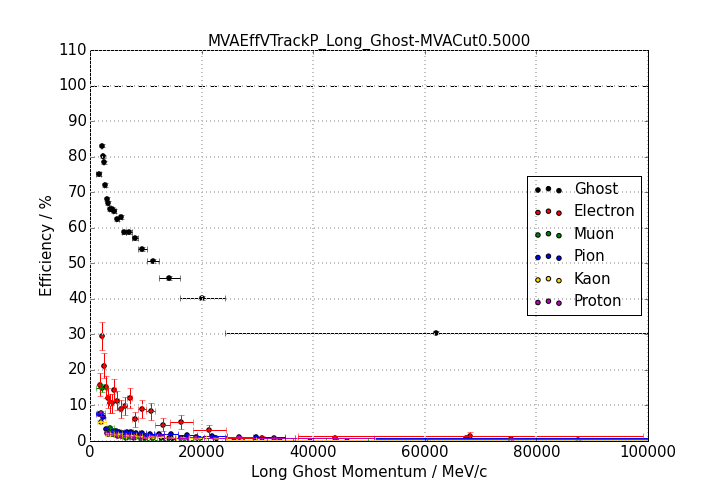 MVAEffVTrackP_Long_Ghost-MVACut0.5000
110
100
90
80
70
60
50
40
30
20
10
0
Efficiency / %
Ghost
Electron
Muon
Pion
Kaon
Proton
0 20000 40000 60000 80000 100000
Long Ghost Momentum / MeV/c